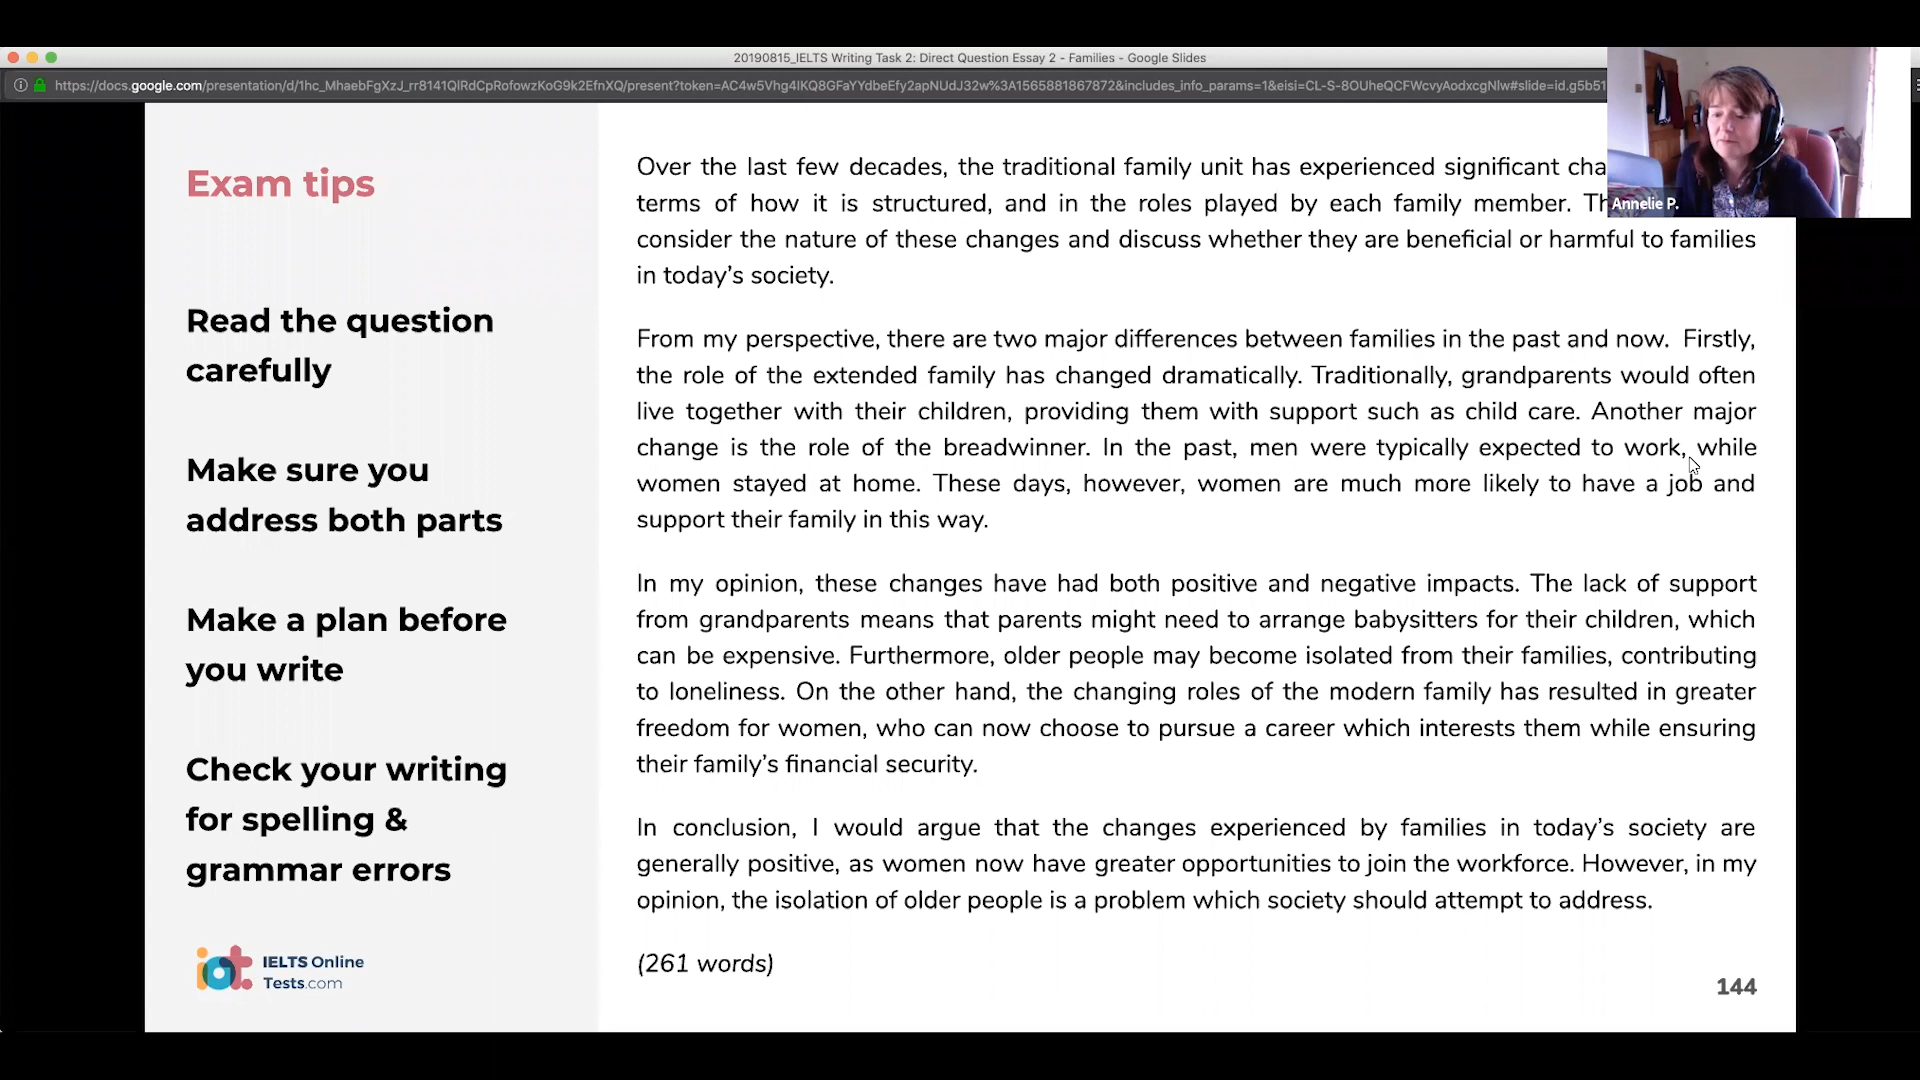 20190815_IELTS Writing Task 2: Direct Question Essay 2 - Families - Google Slides
Annelie P.
Exam tips
Read the question
carefully
Make sure you
address both parts
Make a plan before
you write
Check your writing
for spelling &
grammar errors
iot IELTS Online
Tests.com
Over the last few decades, the traditional family unit has experienced significant
terms of how it is structured, and in the roles played by each family member.
consider the nature of these changes and discuss whether they are beneficial or harmful to families
in today's society.
From my perspective, there are two major differences between families in the past and now. Firstly,
the role of the extended family has changed dramatically. Traditionally, grandparents would often
live together with their children, providing them with support such as child care. Another major
change is the role of the breadwinner. In the past, men were typically expected to work, while
women stayed at home. These days, however, women are much more likely to have a job and
support their family in this way.
In my opinion, these changes have had both positive and negative impacts. The lack of support
from grandparents means that parents might need to arrange babysitters for their children, which
can be expensive. Furthermore, older people may become isolated from their families, contributing
to loneliness. On the other hand, the changing roles of the modern family has resulted in greater
freedom for women, who can now choose to pursue a career which interests them while ensuring
their family's financial security.
In conclusion, I would argue that the changes experienced by families in today's society are
generally positive, as women now have greater opportunities to join the workforce. However, in my
opinion, the isolation of older people is a problem which society should attempt to address.
(261 words)
144